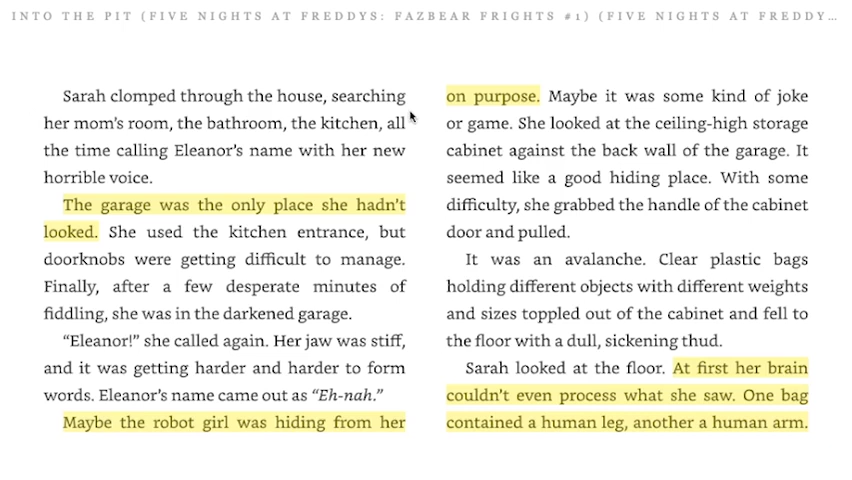 INTO THE PIT (FIVE NIGHTS AT FREDDYS: FAZBEAR FRIGHTS #1) (FIVE NIGHTS AT FREDDY…
Sarah clomped through the house, searching
her mom’s room, the bathroom, the kitchen, all
the time calling Eleanor’s name with her new
horrible voice.
The garage was the only place she hadn’t
looked. She used the kitchen entrance, but
doorknobs were getting difficult to manage.
Finally, after a few desperate minutes of
fiddling, she was in the darkened garage.
“Eleanor!” she called again. Her jaw was stiff,
and it was getting harder and harder to form
words. Eleanor’s name came out as “Eh-nah.”
Maybe the robot girl was hiding from her
on purpose. Maybe it was some kind of joke
or game. She looked at the ceiling-high storage
cabinet against the back wall of the garage. It
seemed like a good hiding place. With some
difficulty, she grabbed the handle of the cabinet
door and pulled.
It was an avalanche. Clear plastic bags
holding different objects with different weights
and sizes toppled out of the cabinet and fell to
the floor with a dull, sickening thud.
Sarah looked at the floor. At first her brain
couldn’t even process what she saw. One bag
contained a human leg, another a human arm.